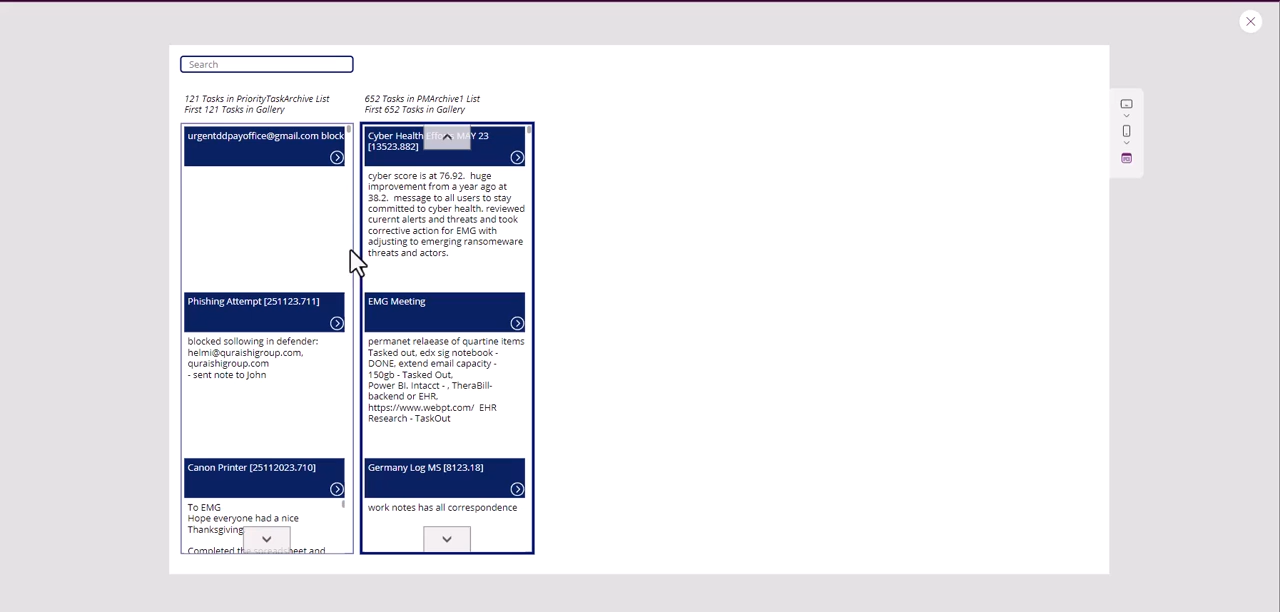 Search
121 Tasks in PriorityTaskArchive List
First 121 Tasks in Gallery
urgentddpayoffice@gmail.com block
Phishing Attempt [251123.711]
blocked sollowing in defender:
helmi@quraishigroup.com,
quraishigroup.com
- sent note to John
Canon Printer [25112023.710]
To EMG
Hope everyone had a nice
Thanksgiving
Completed the spreadsheet and
652 Tasks in PMArchive1 List
First 652 Tasks in Gallery
Cyber Health Efforts MAY 23
[13523.882]
cyber score is at 76.92. huge
improvement from a year ago at
38.2. message to all users to stay
committed to cyber health. reviewed
curernt alerts and threats and took
corrective action for EMG with
adjusting to emerging ransomeware
threats and actors.
EMG Meeting
permanet relaease of quartine items
Tasked out, edx sig notebook -
DONE, extend email capacity -
150gb - Tasked Out,
Power BI, Intacct - , TheraBill-
backend or EHR,
https://www.webpt.com/ EHR
Research - TaskOut
Germany Log MS [8123.18]
work notes has all correspondence